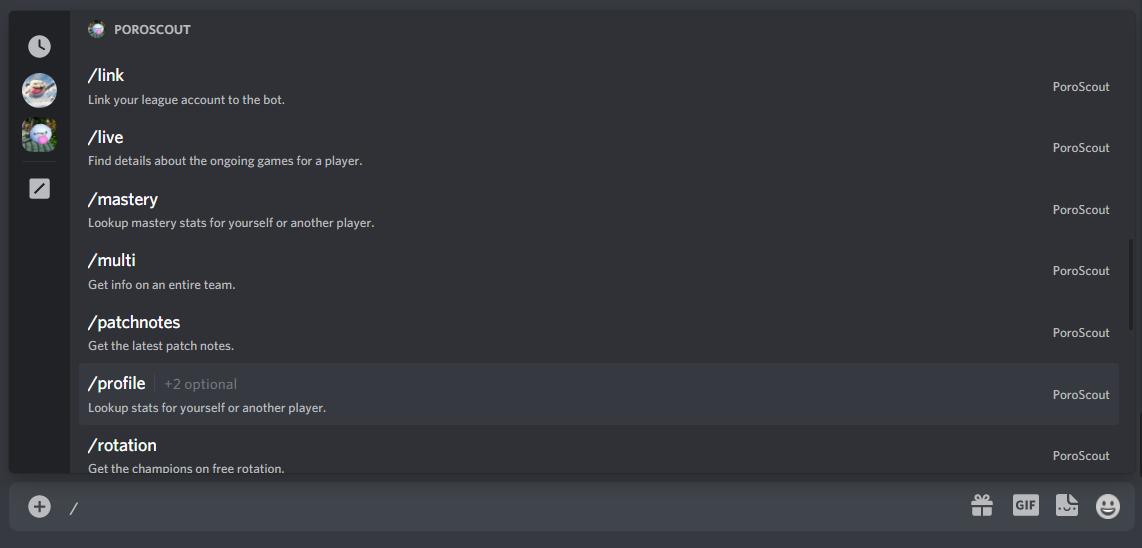 POROSCOUT
/link
Link your league account to the bot.
PoroScout
/live
Find details about the ongoing games for a player.
PoroScout
/mastery
Lookup mastery stats for yourself or another player.
PoroScout
/multi
Get info on an entire team.
PoroScout
/patchnotes
Get the latest patch notes.
PoroScout
/profile +2 optional
Lookup stats for yourself or another player.
PoroScout
/rotation
Get the champions on free rotation.
PoroScout
/
GIF